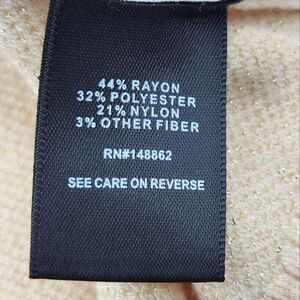 44% RAYON
32% POLYESTER
21% NYLON
3% OTHER FIBER
RN#148862
SEE CARE ON REVERSE